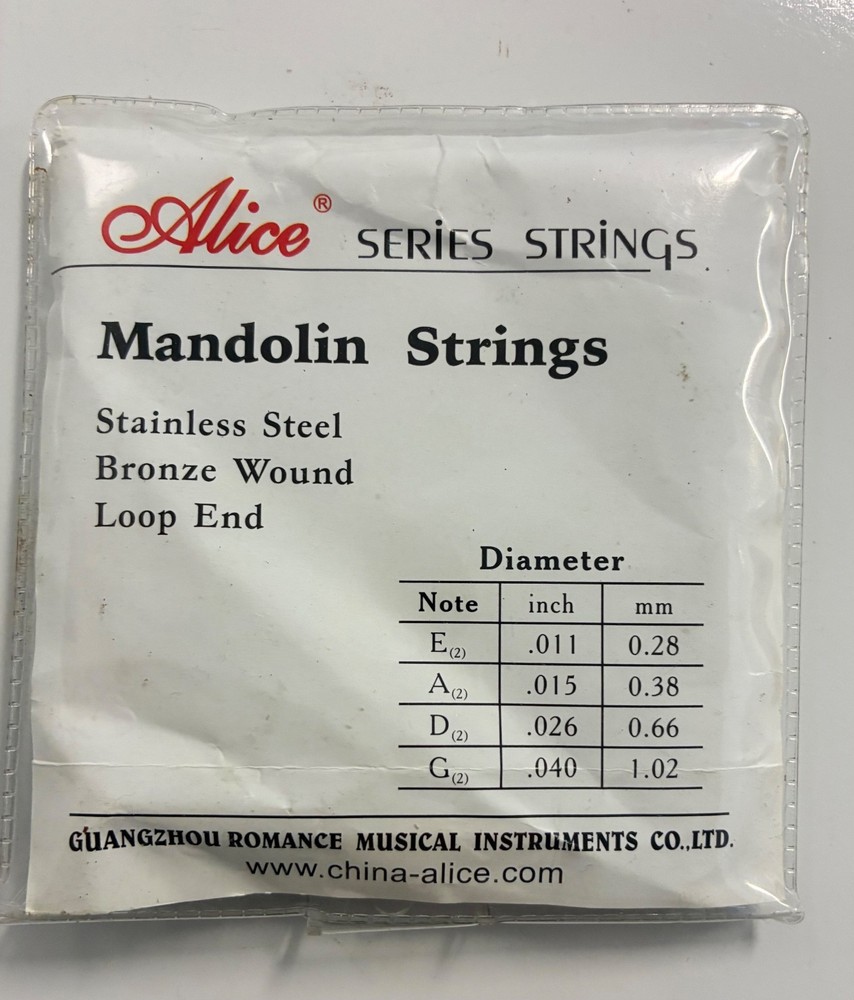 Alice® SERIES STRINGS
Mandolin Strings
Stainless Steel
Bronze Wound
Loop End
Diameter
Note inch mm
E(2) .011 0.28
A(2) .015 0.38
D(2) .026 0.66
G(2) .040 1.02
GUANGZHOU ROMANCE MUSICAL INSTRUMENTS CO.,LTD.
www.china-alice.com